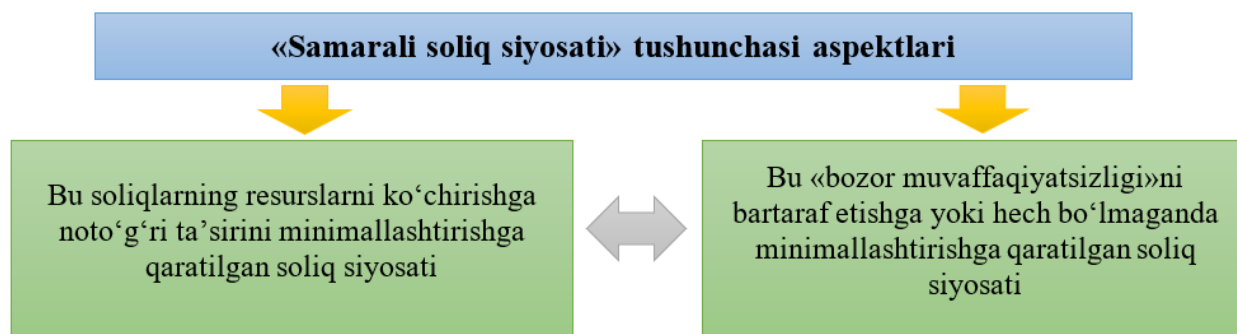 «Samarali soliq siyosati» tushunchasi aspektlari
Bu soliqlarning resurslarni ko‘chirishga
noto‘g‘ri ta’sirini minimallashtirishga
qaratilgan soliq siyosati
Bu «bozor muvaffaqiyatsizligi»ni
bartaraf etishga yoki hech bo‘lmaganda
minimallashtirishga qaratilgan soliq
siyosati